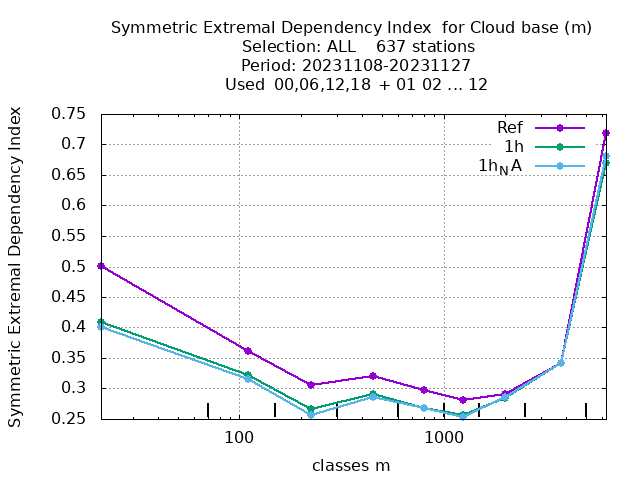 Symmetric Extremal Dependency Index  for Cloud base (m)
Selection: ALL    637 stations
Period: 20231108-20231127
Used  00,06,12,18  + 01 02 ... 12
Symmetric Extremal Dependency Index
0.75
0.7
0.65
0.6
0.55
0.5
0.45
0.4
0.35
0.3
0.25
Ref
1h
1h_NA
100
1000
classes m